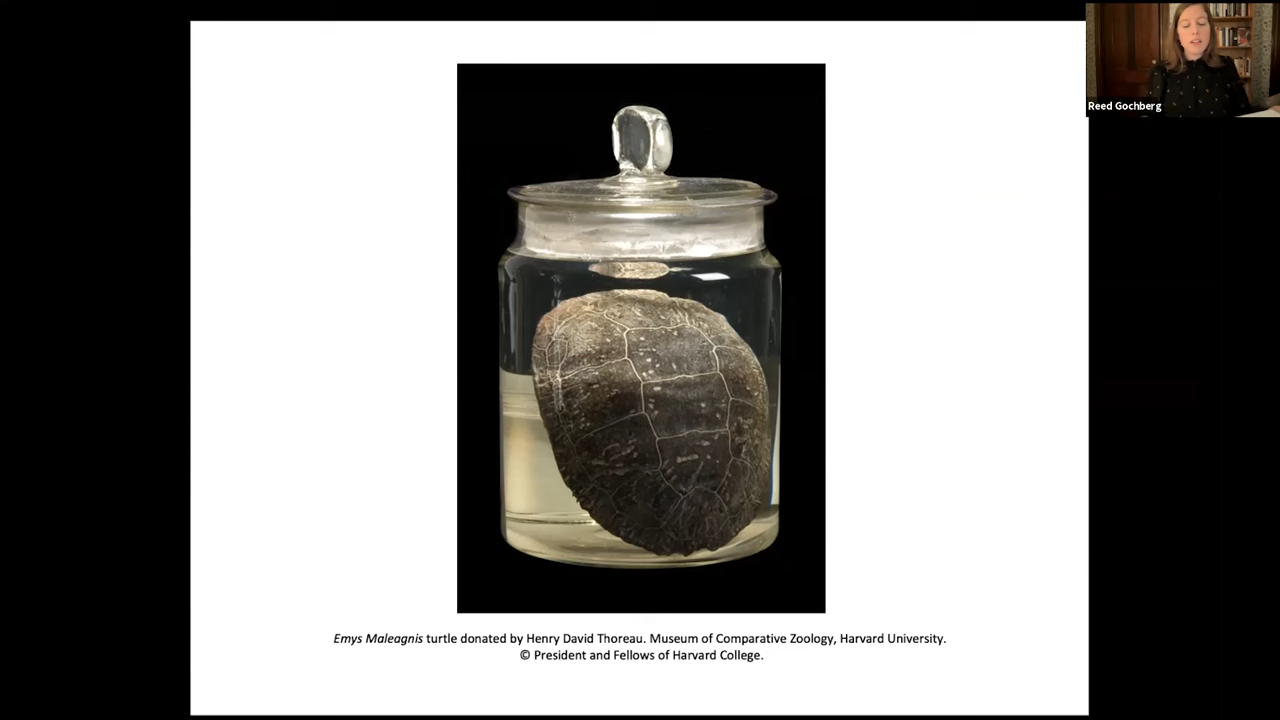 Reed Gochberg
Emys Maleagnis turtle donated by Henry David Thoreau. Museum of Comparative Zoology, Harvard University.
© President and Fellows of Harvard College.